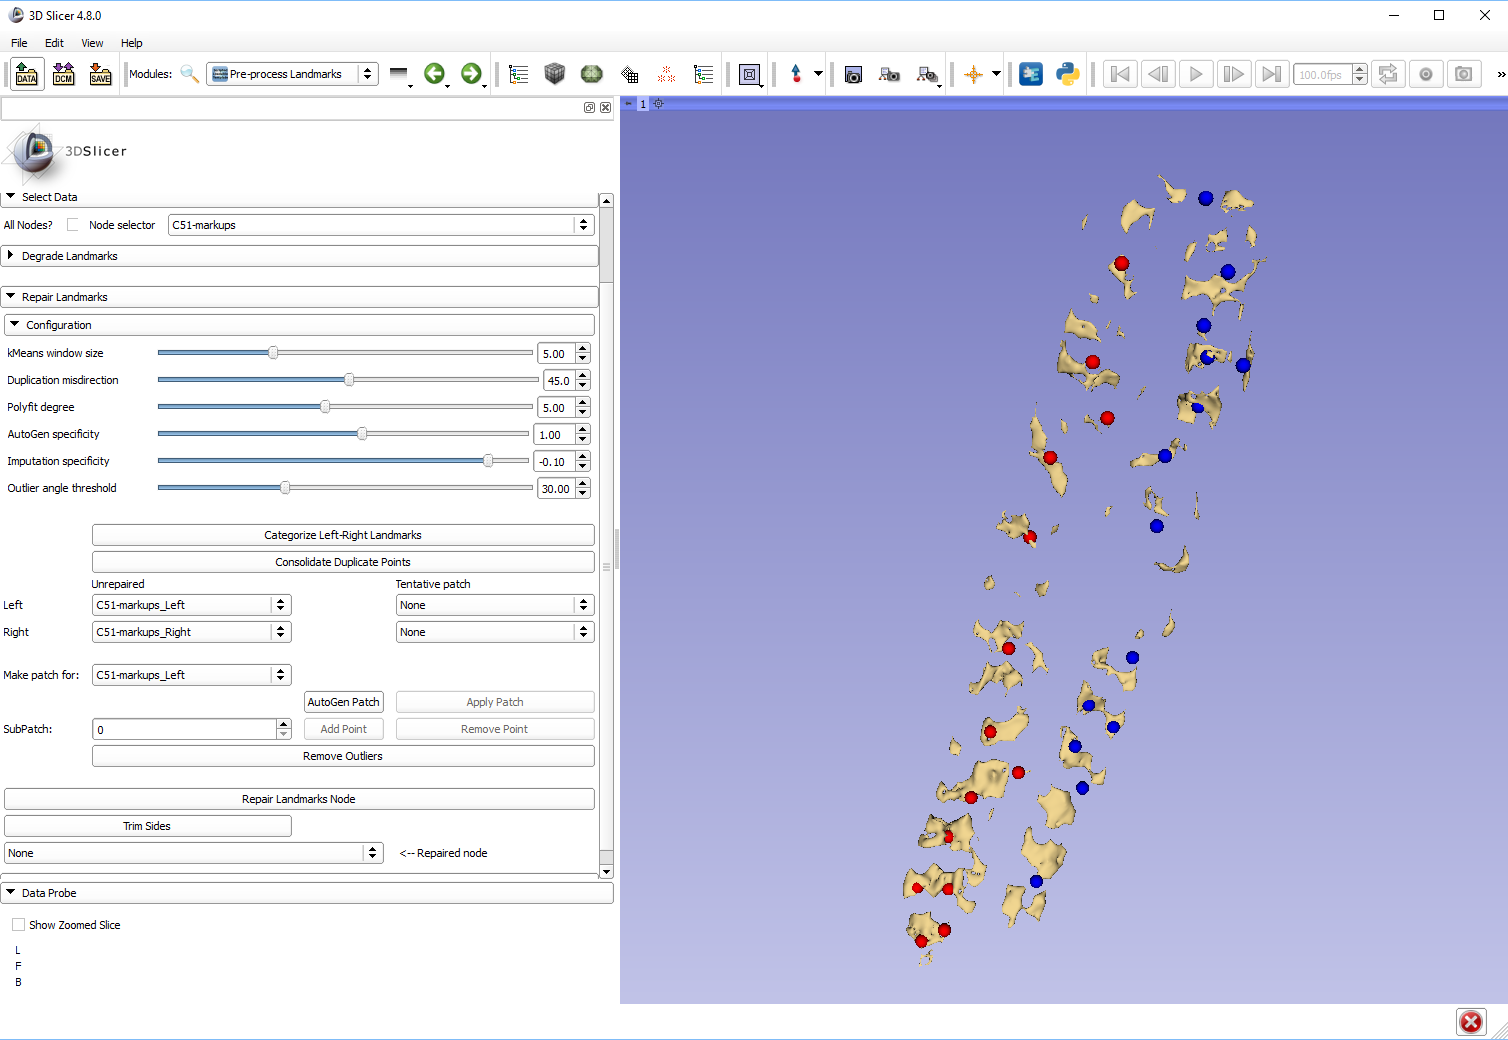 3D Slicer 4.8.0
File Edit View Help
DATA DCM SAVE Modules: Pre-process Landmarks 100.0fps »
1
3DSlicer
Select Data
All Nodes? Node selector C51-markups
Degrade Landmarks
Repair Landmarks
Configuration
kMeans window size 5.00
Duplication misdirection 45.0
Polyfit degree 5.00
AutoGen specificity 1.00
Imputation specificity -0.10
Outlier angle threshold 30.00
Categorize Left-Right Landmarks
Consolidate Duplicate Points
Unrepaired Tentative patch
Left C51-markups_Left None
Right C51-markups_Right None
Make patch for: C51-markups_Left
AutoGen Patch Apply Patch
SubPatch: 0 Add Point Remove Point
Remove Outliers
Repair Landmarks Node
Trim Sides
None <-- Repaired node
Data Probe
Show Zoomed Slice
L
F
B